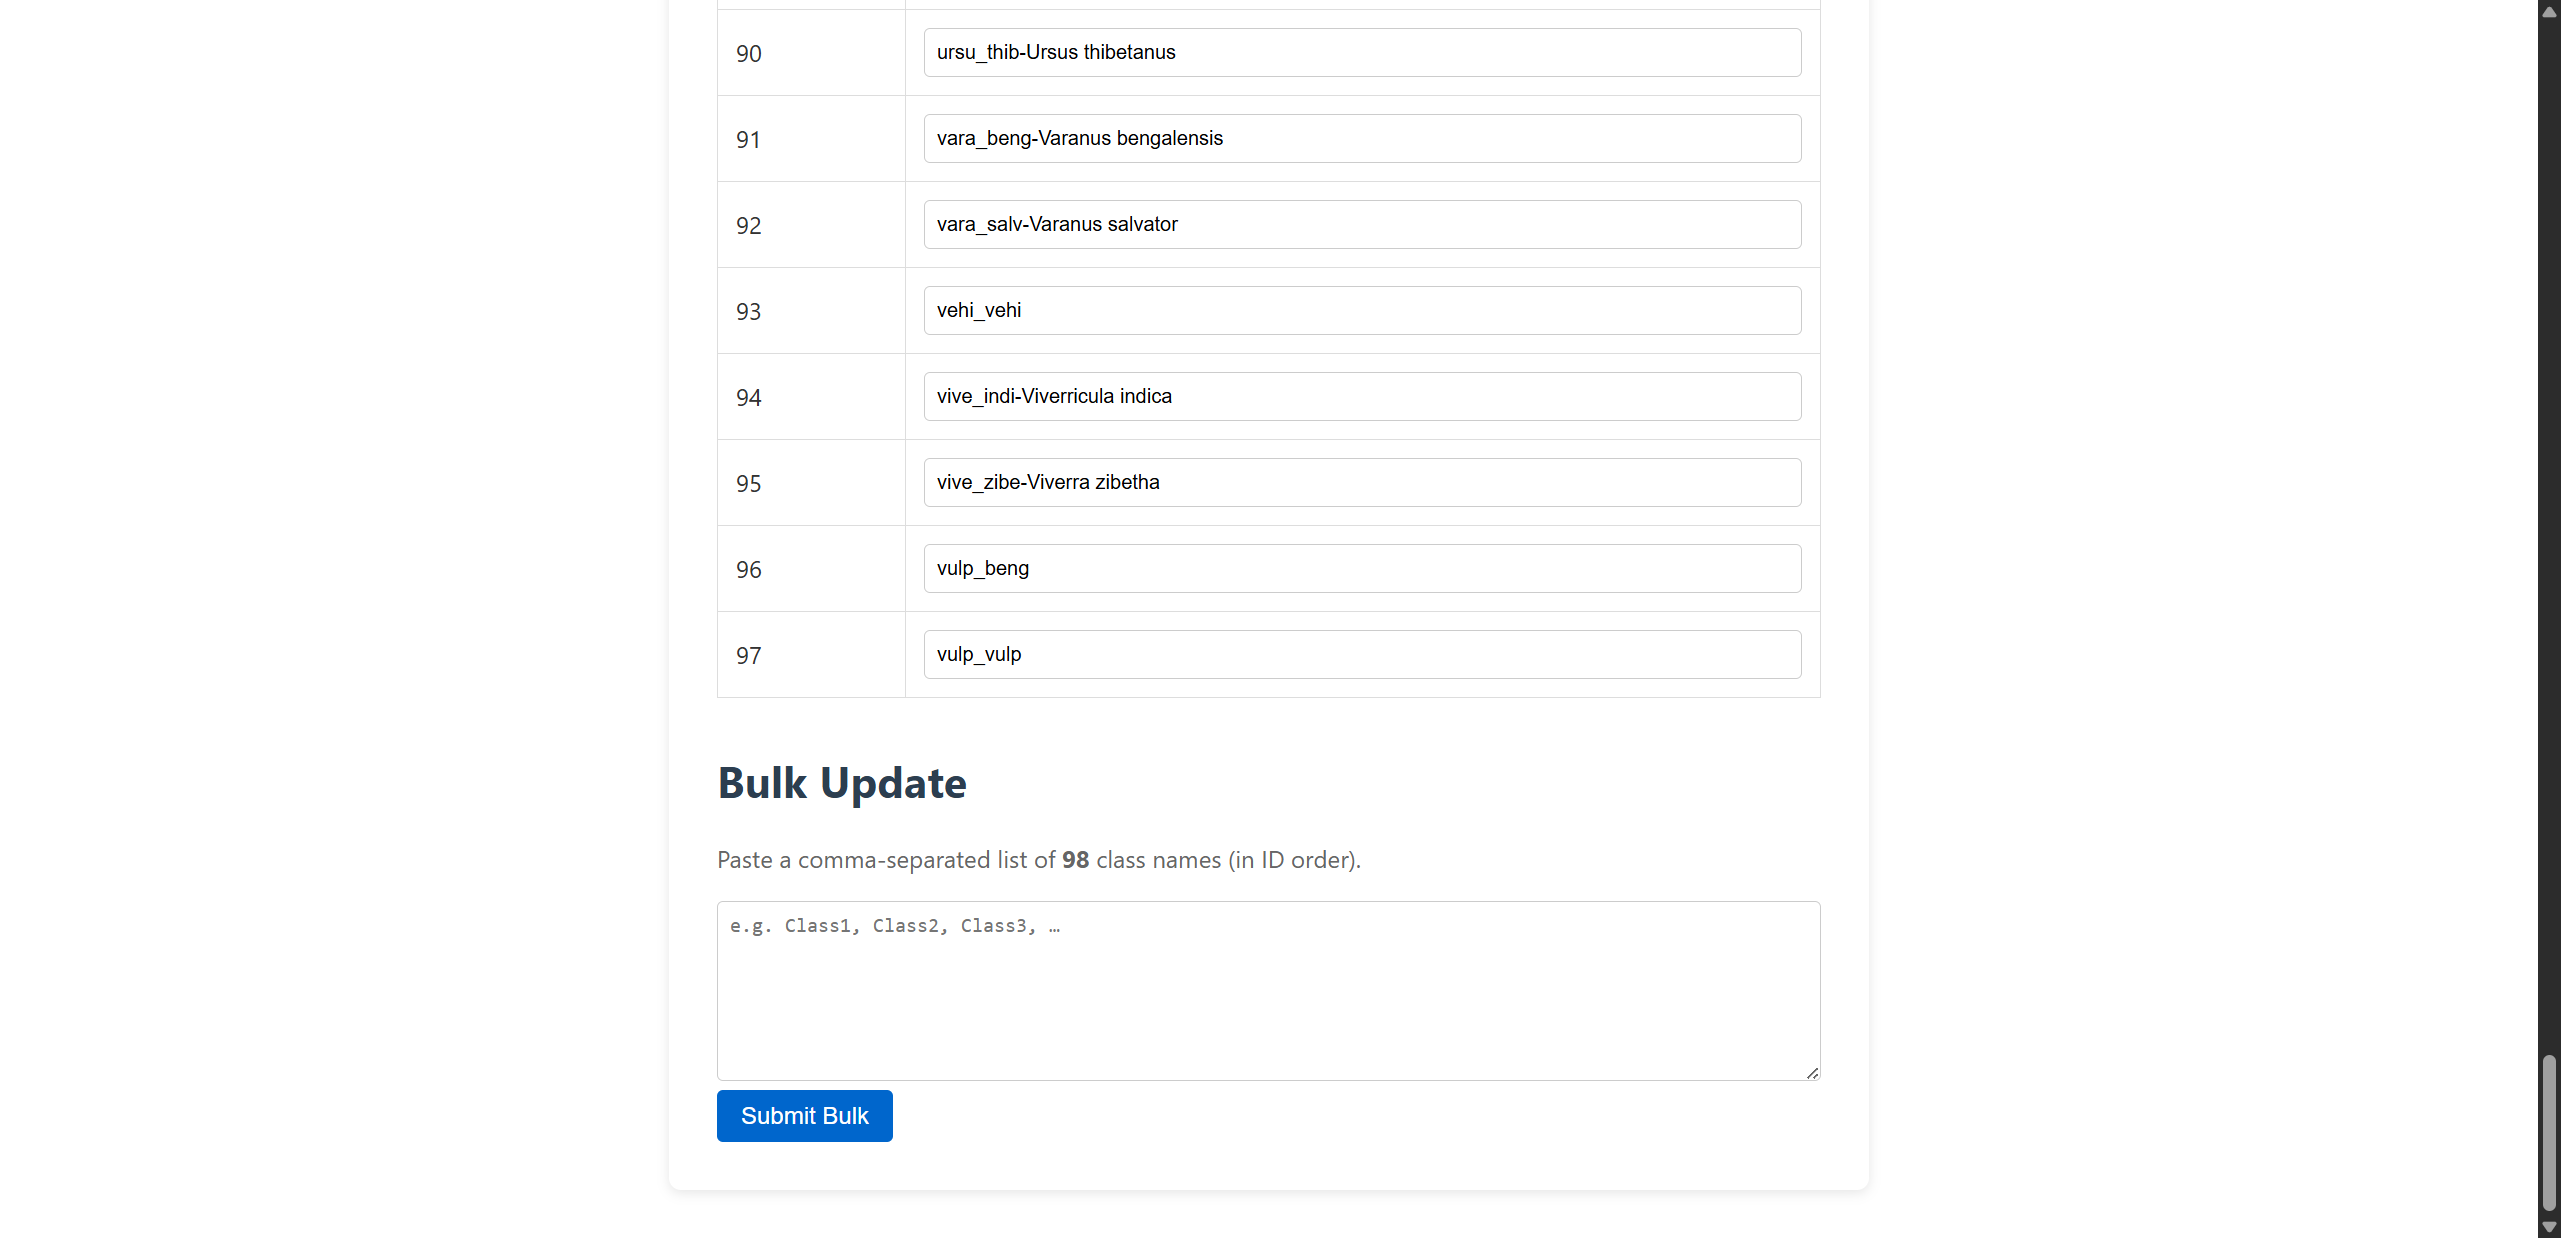 90 ursu_thib-Ursus thibetanus
91 vara_beng-Varanus bengalensis
92 vara_salv-Varanus salvator
93 vehi_vehi
94 vive_indi-Viverricula indica
95 vive_zibe-Viverra zibetha
96 vulp_beng
97 vulp_vulp
Bulk Update
Paste a comma-separated list of 98 class names (in ID order).
e.g. Class1, Class2, Class3, …
Submit Bulk